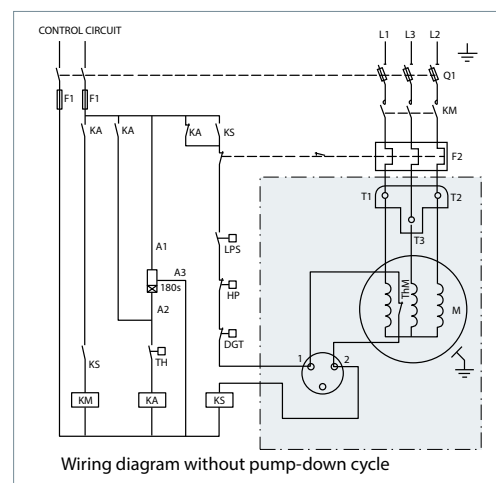 CONTROL CIRCUIT
L1 L3 L2
Q1
F1 F1
KM
KA KA KA KS
F2
T1 T2
T3
A1
LPS
A3
180s
HP
ThM
A2
M
DGT
1 2
KS
TH
KM KA KS
Wiring diagram without pump-down cycle